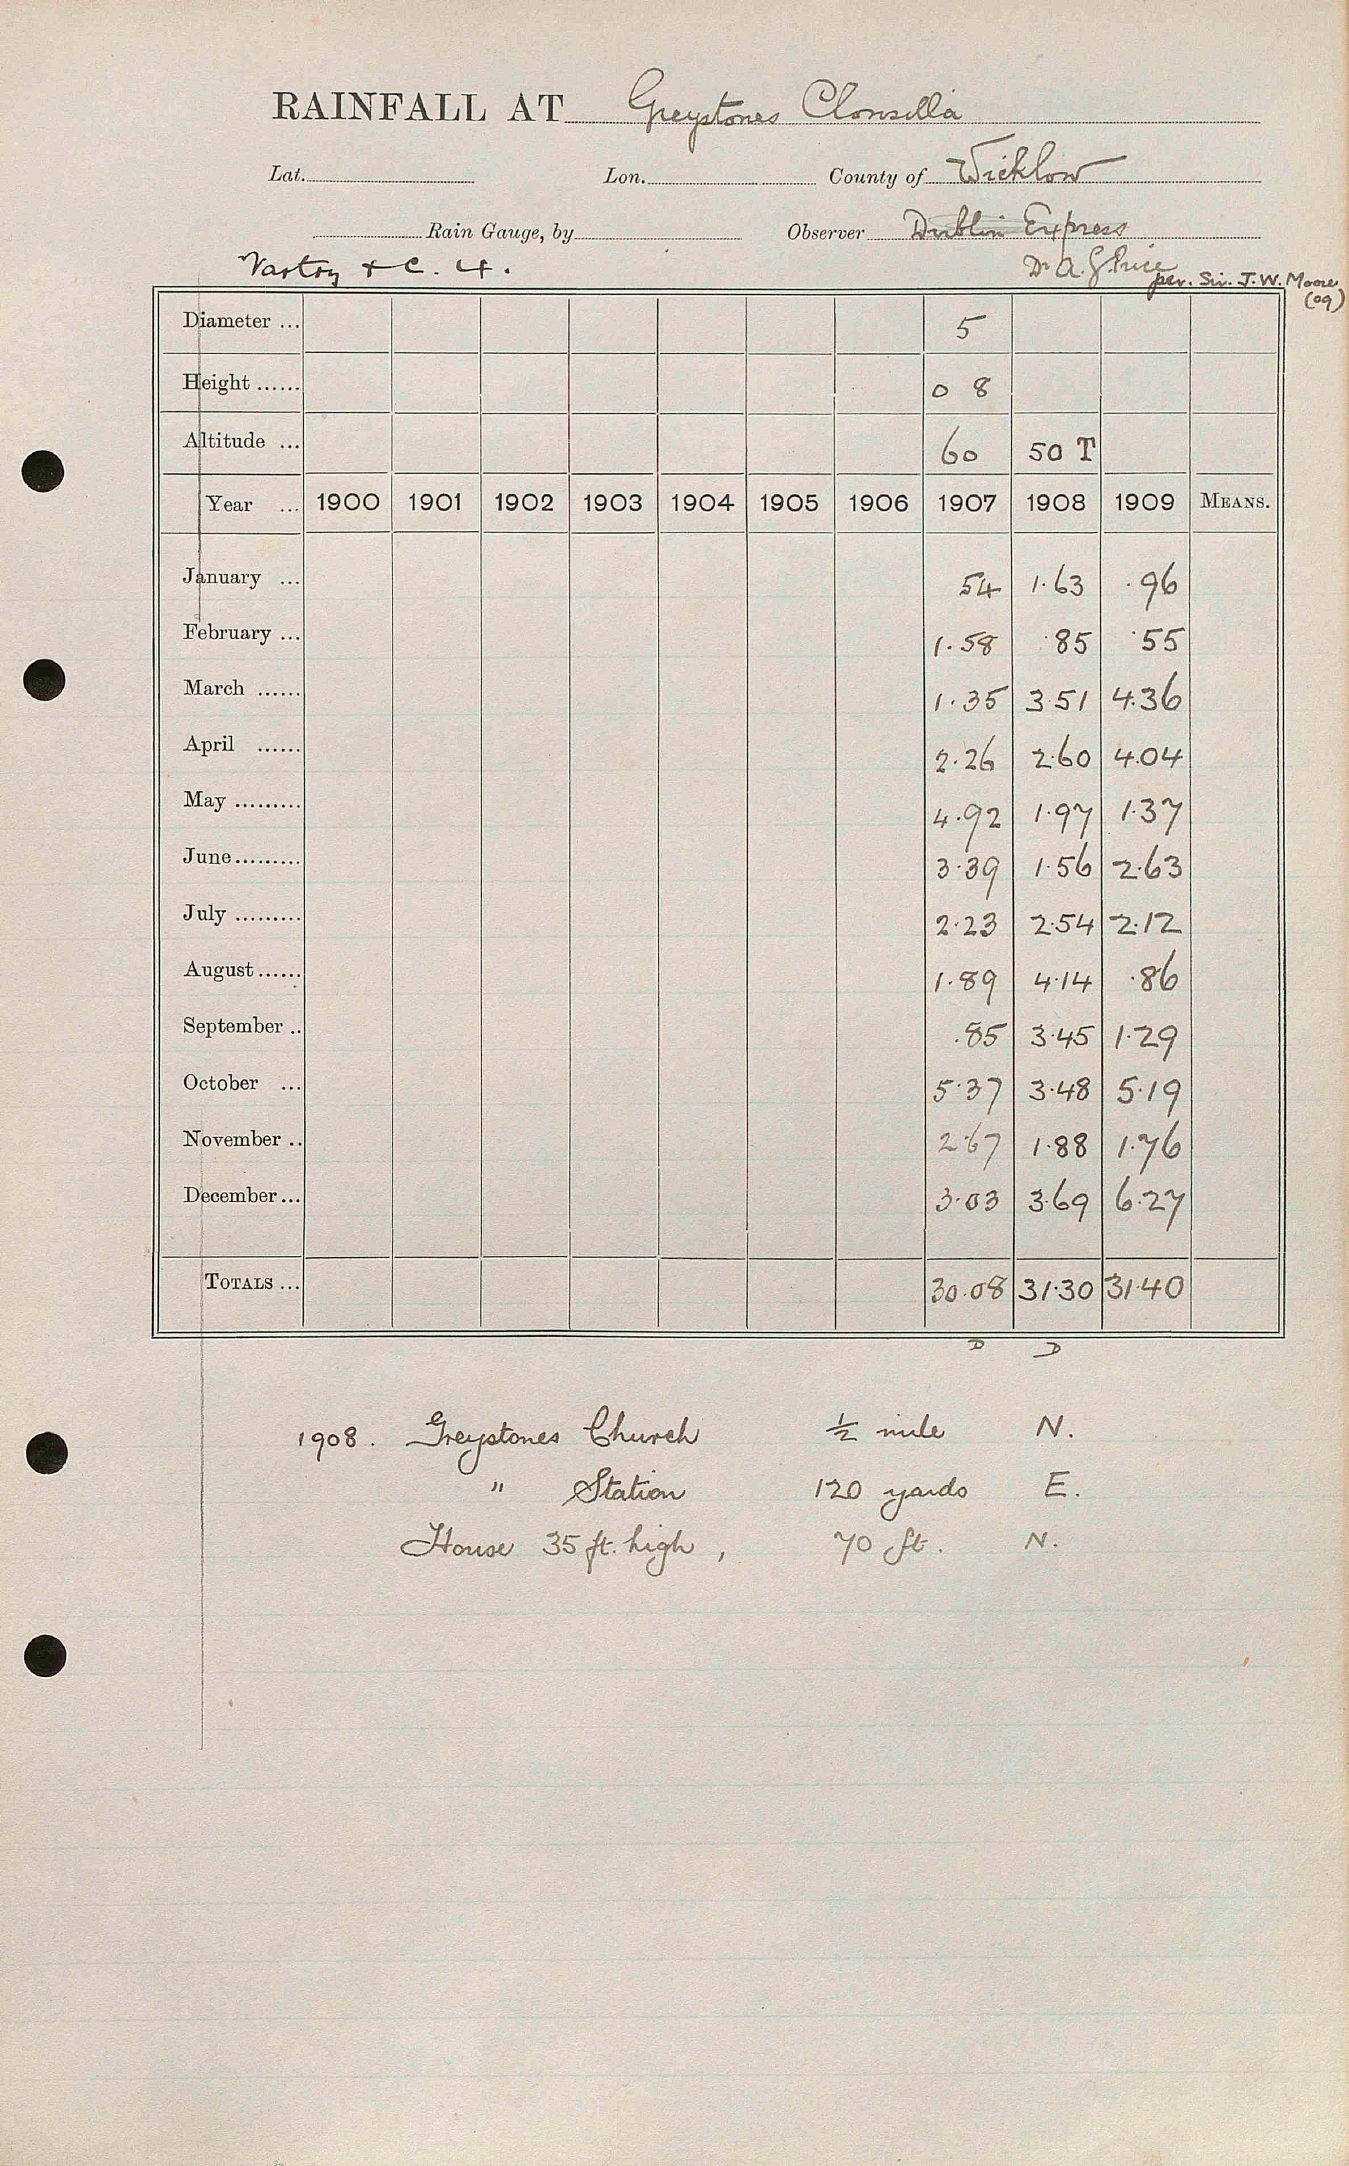 RAINFALL AT Greystones Clonsilla
Lat. Lon. County of Wicklow
Rain Gauge, by Observer Dublin Express
Vartry & C. 4. Dr A. G. Price
per. Sir. J. W. Moore
(09)
Diameter ... 5
Height ...... 0 8
Altitude ... 60 50 T
Year ... 1900 1901 1902 1903 1904 1905 1906 1907 1908 1909 MEANS.
January ... 54 1.63 .96
February ... 1.58 .85 .55
March ...... 1.35 3.51 4.36
April ...... 2.26 2.60 4.04
May ......... 4.92 1.97 1.37
June......... 3.39 1.56 2.63
July ......... 2.23 2.54 2.12
August...... 1.89 4.14 .86
September .. .85 3.45 1.29
October ... 5.37 3.48 5.19
November .. 2.67 1.88 1.76
December... 3.03 3.69 6.27
TOTALS ... 30.08 31.30 31.40
D D
1908. Greystones Church ½ mile N.
" Station 120 yards E.
House 35 ft. high, 70 ft. N.